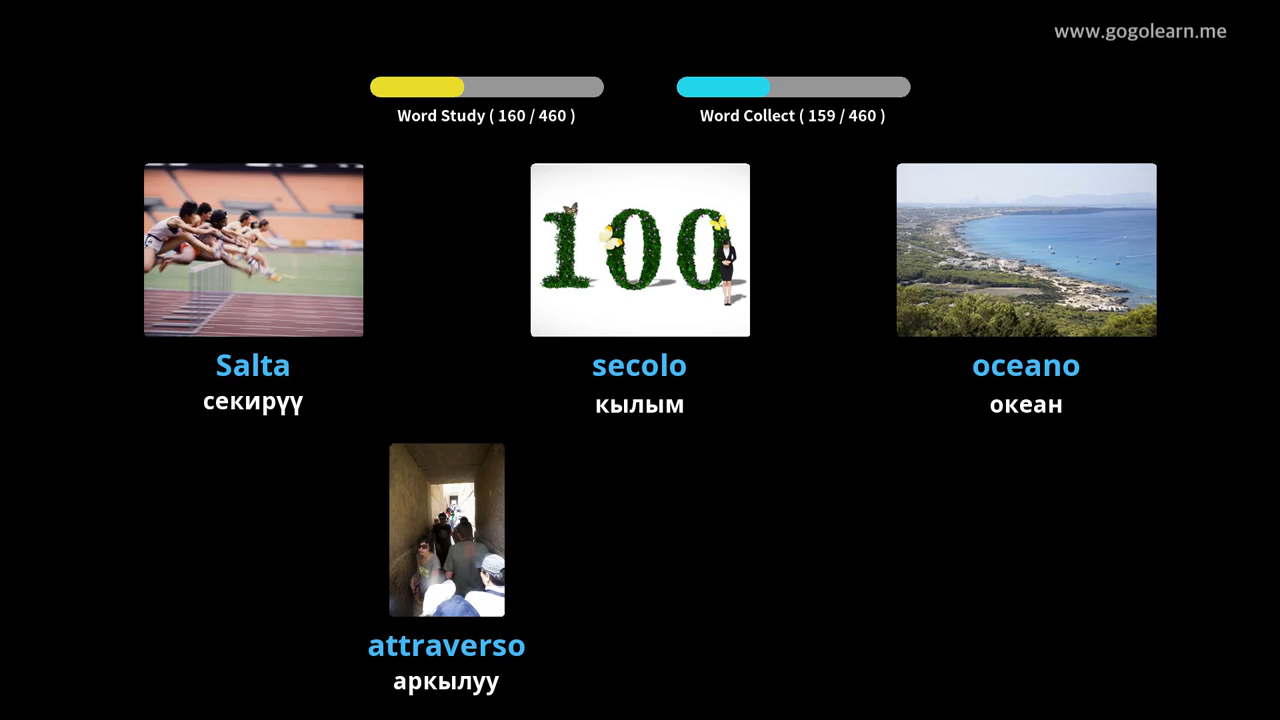 www.gogolearn.me
Word Study ( 160 / 460 )
Word Collect ( 159 / 460 )
Salta
секирүү
100
secolo
кылым
oceano
океан
attraverso
аркылуу